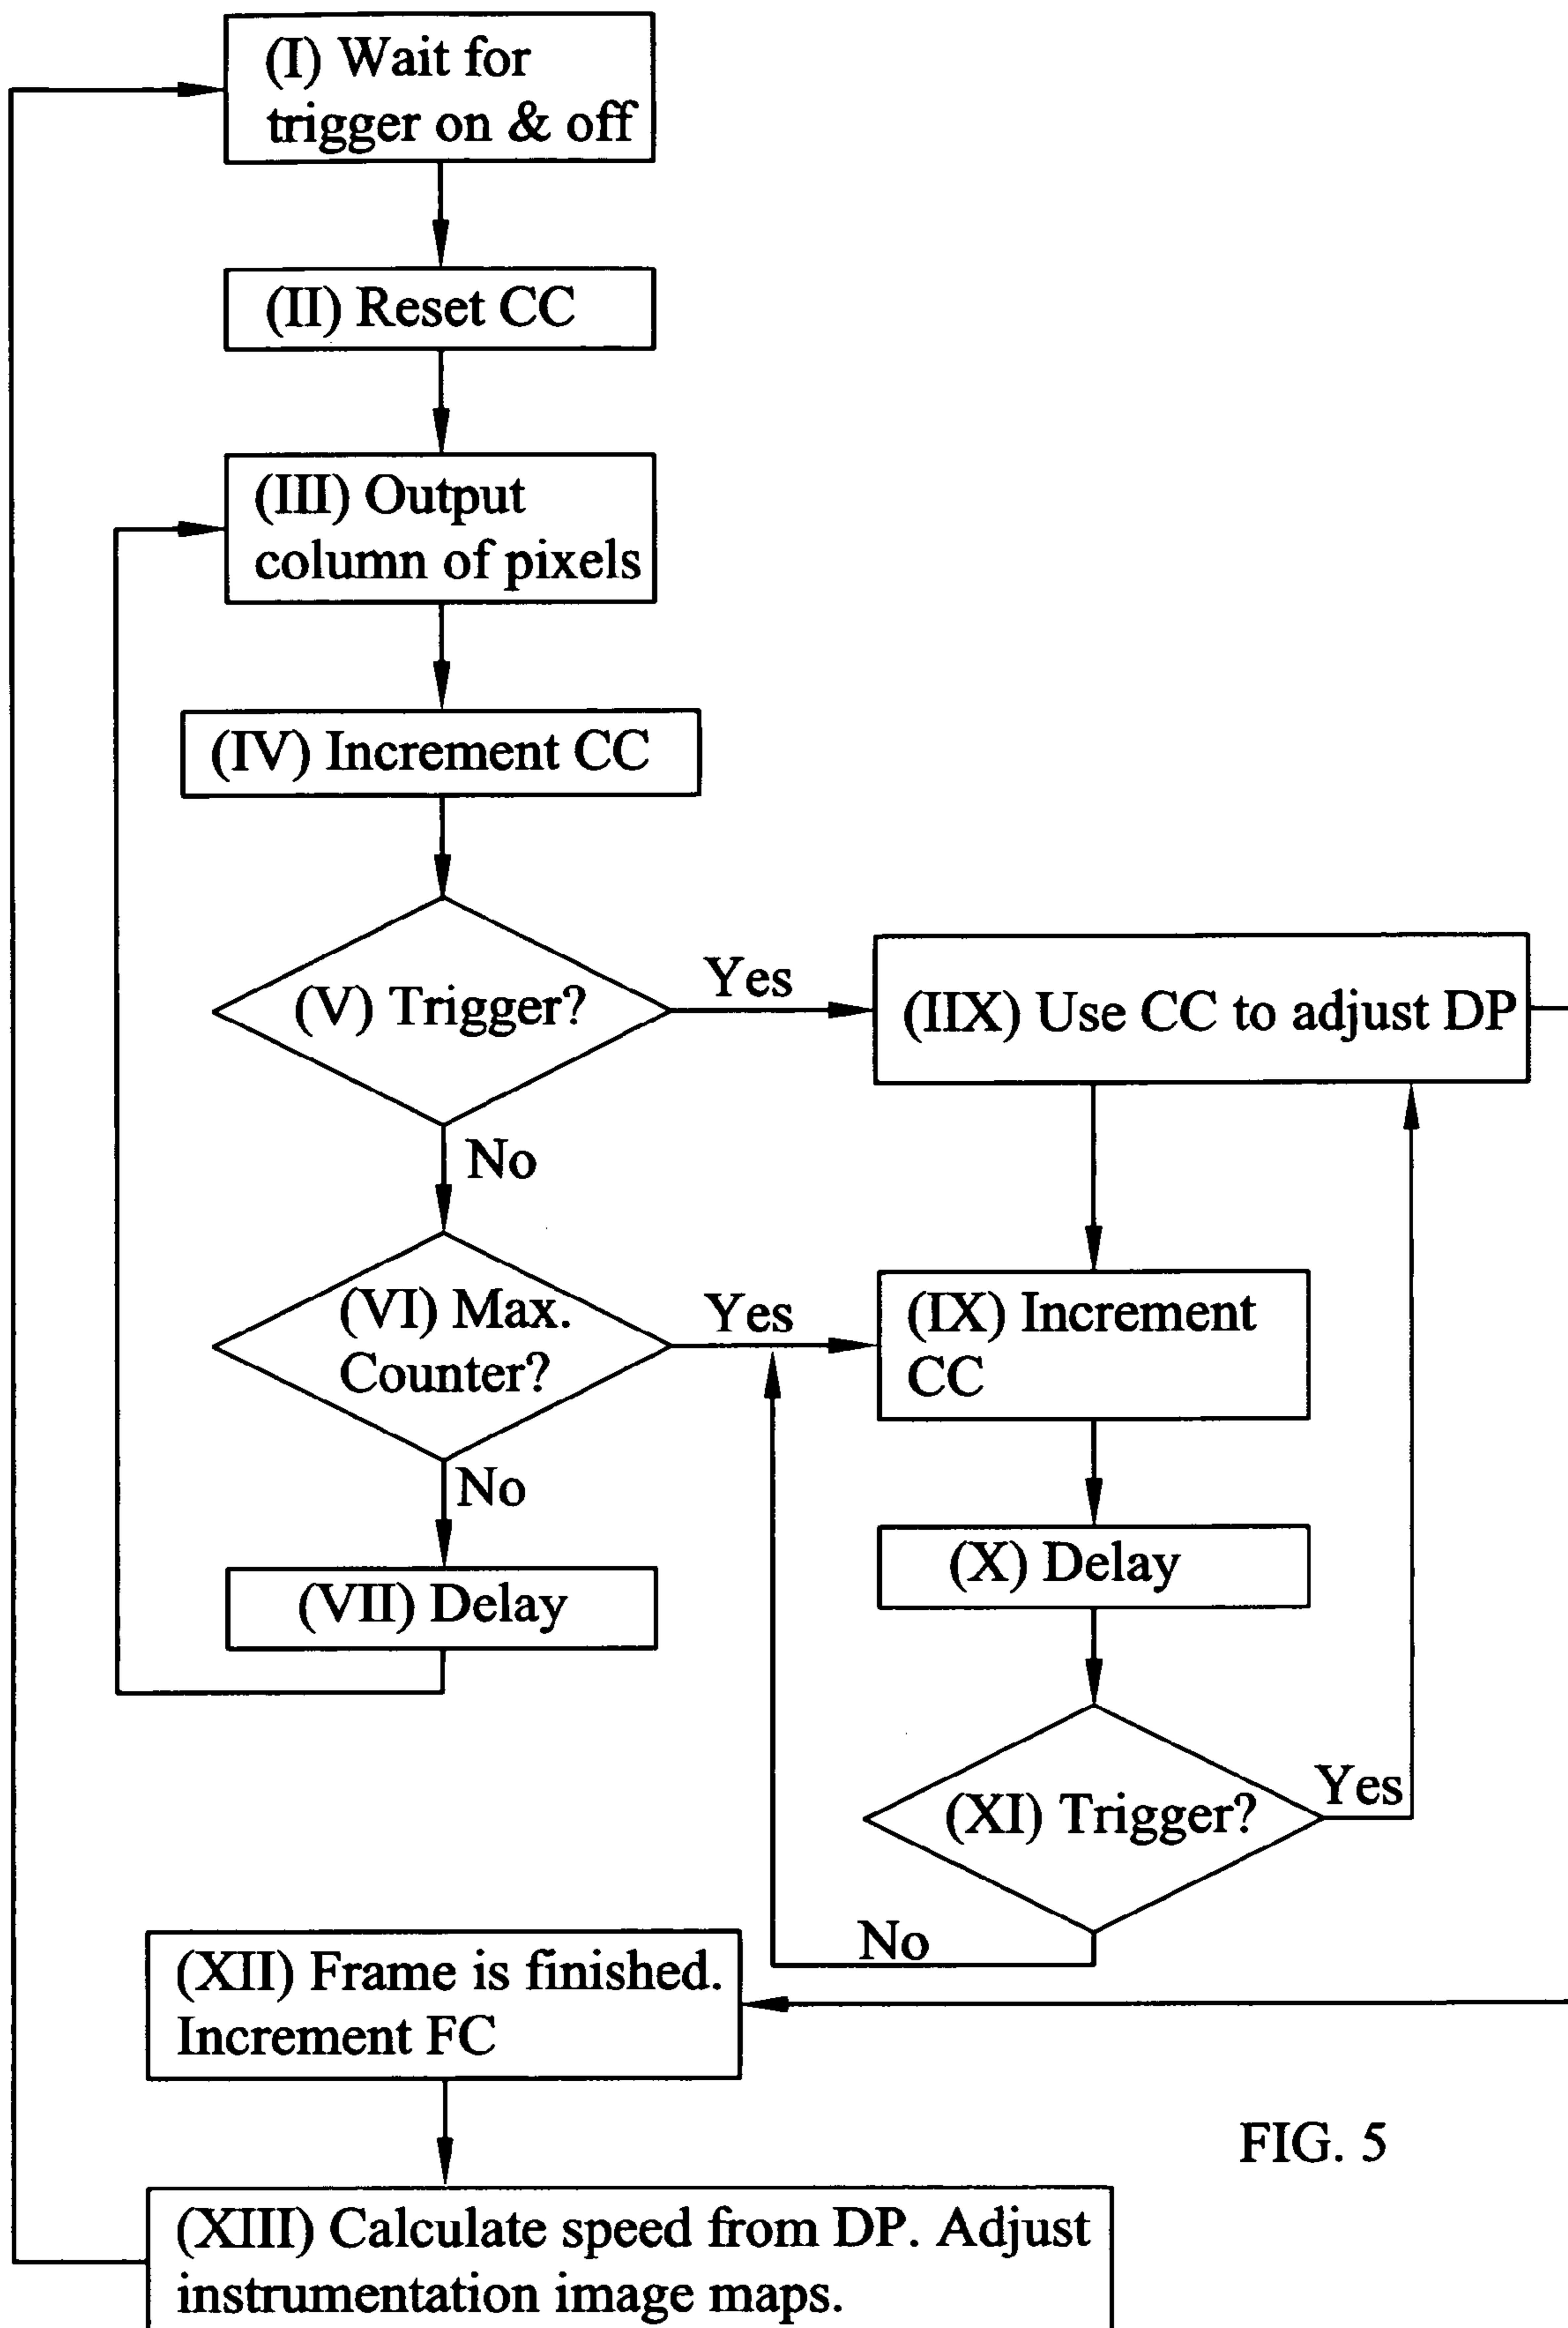 (I) Wait for
trigger on & off
(II) Reset CC
(III) Output
column of pixels
(IV) Increment CC
(V) Trigger?
Yes
(IIX) Use CC to adjust DP
No
(VI) Max.
Counter?
Yes
(IX) Increment
CC
No
(VII) Delay
(X) Delay
(XI) Trigger?
Yes
No
(XII) Frame is finished.
Increment FC
FIG. 5
(XIII) Calculate speed from DP. Adjust
instrumentation image maps.